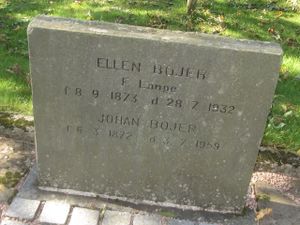 ELLEN BOJER
F. Lange
f. 8. 9. 1873 d. 28. 7. 1932
JOHAN BOJER
f. 6. 3. 1872 d. 3. 7. 1959